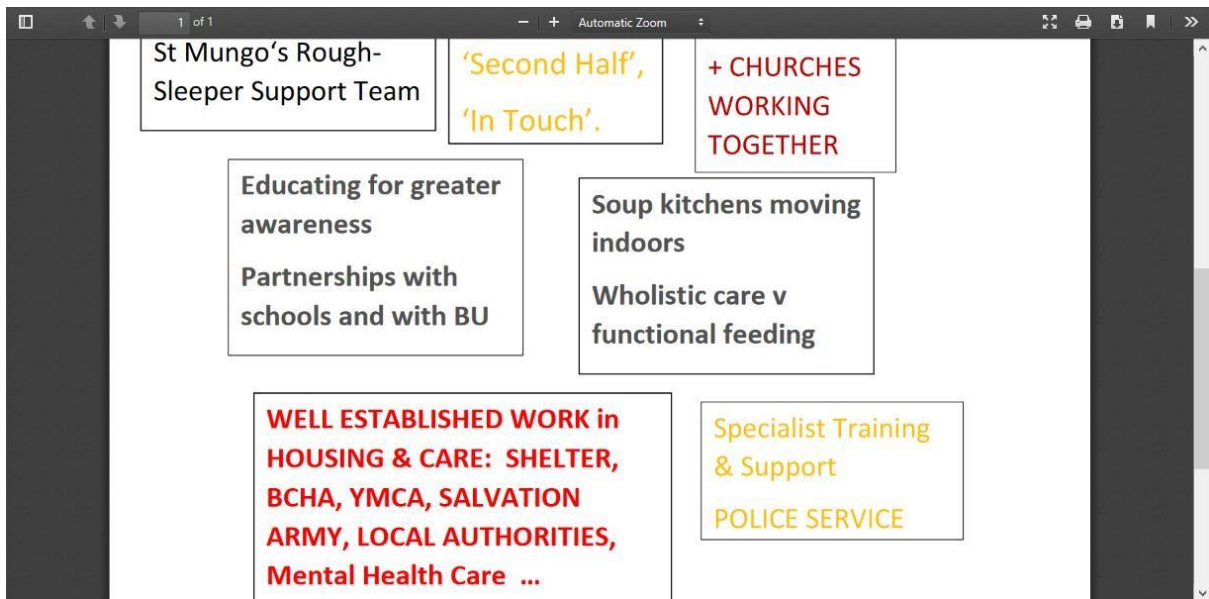 1 of 1
Automatic Zoom
St Mungo‘s Rough-
Sleeper Support Team
‘Second Half’,
‘In Touch’.
+ CHURCHES
WORKING
TOGETHER
Educating for greater
awareness
Partnerships with
schools and with BU
Soup kitchens moving
indoors
Wholistic care v
functional feeding
WELL ESTABLISHED WORK in
HOUSING & CARE:  SHELTER,
BCHA, YMCA, SALVATION
ARMY, LOCAL AUTHORITIES,
Mental Health Care  ...
Specialist Training
& Support
POLICE SERVICE